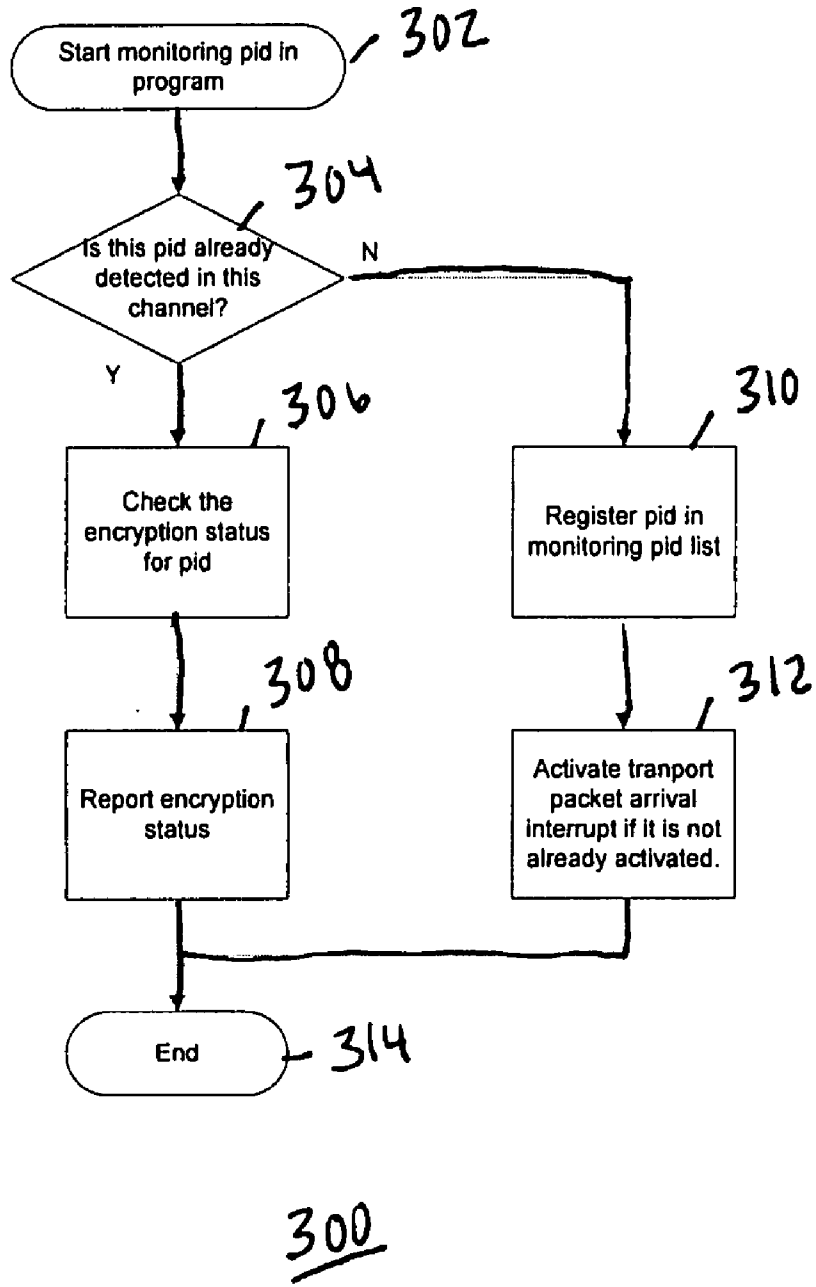 Start monitoring pid in
program
302
304
Is this pid already
detected in this
channel?
N
Y
306
310
Check the
encryption status
for pid
Register pid in
monitoring pid list
308
312
Report encryption
status
Activate tranport
packet arrival
interrupt if it is not
already activated.
End
314
300